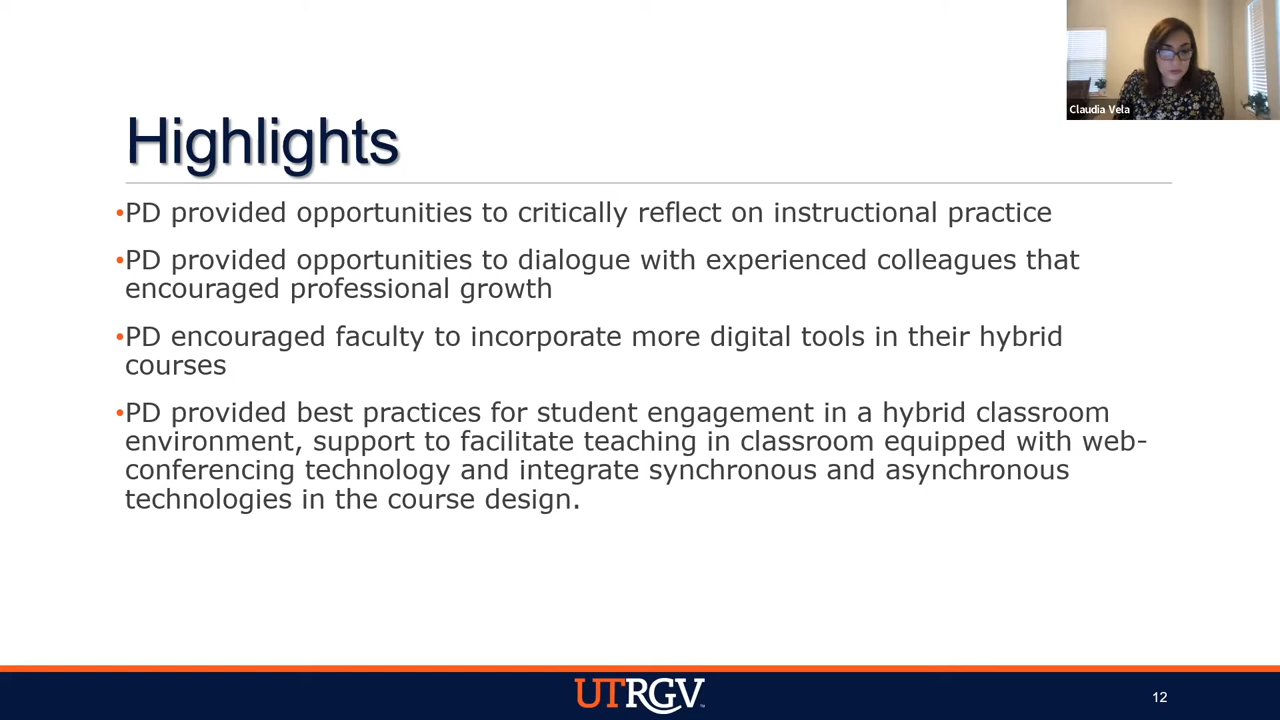 Claudia Vela
Highlights
•PD provided opportunities to critically reflect on instructional practice
•PD provided opportunities to dialogue with experienced colleagues that
encouraged professional growth
•PD encouraged faculty to incorporate more digital tools in their hybrid
courses
•PD provided best practices for student engagement in a hybrid classroom
environment, support to facilitate teaching in classroom equipped with web-
conferencing technology and integrate synchronous and asynchronous
technologies in the course design.
UTRGV
12